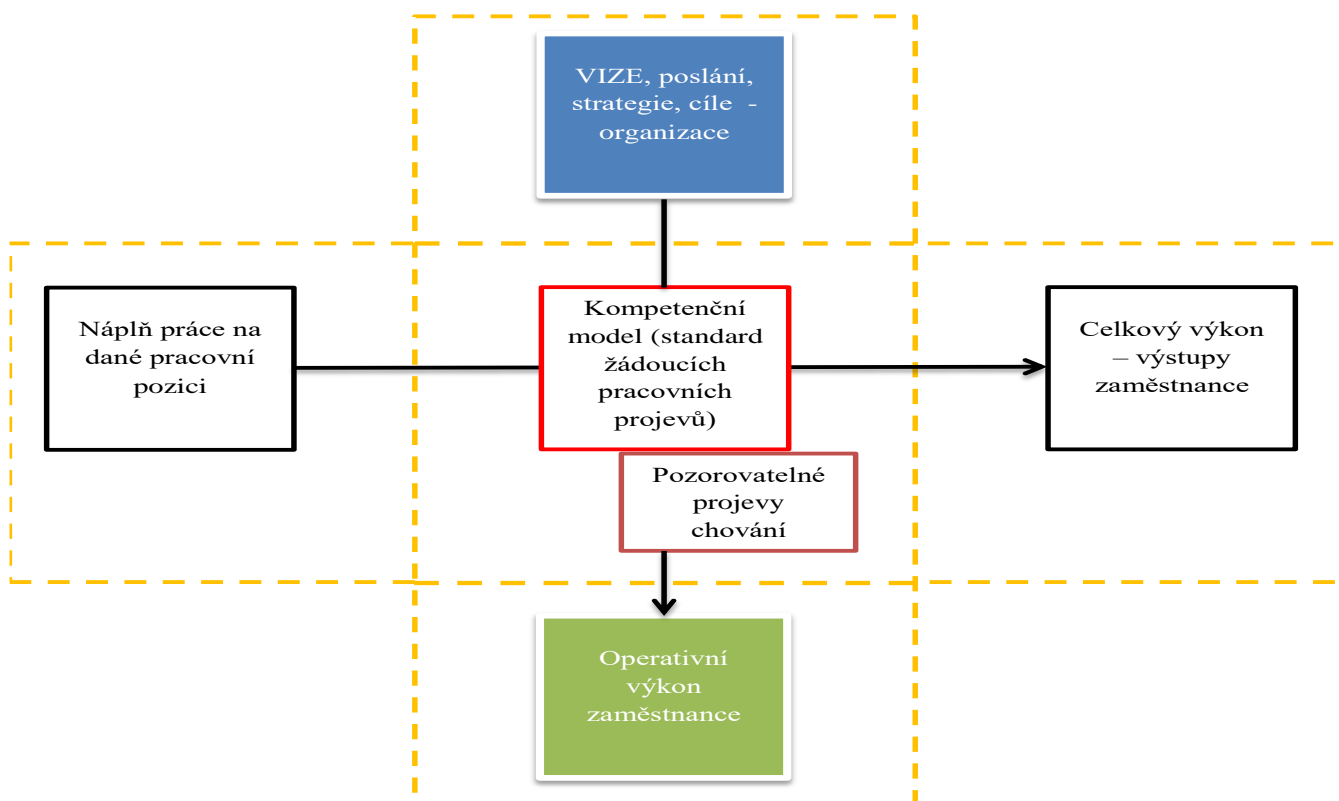 VIZE, poslání,
strategie, cíle  -
organizace
Náplň práce na
dané pracovní
pozici
Kompetenční
model (standard
žádoucích
pracovních
projevů)
Celkový výkon
– výstupy
zaměstnance
Pozorovatelné
projevy
chování
Operativní
výkon
zaměstnance